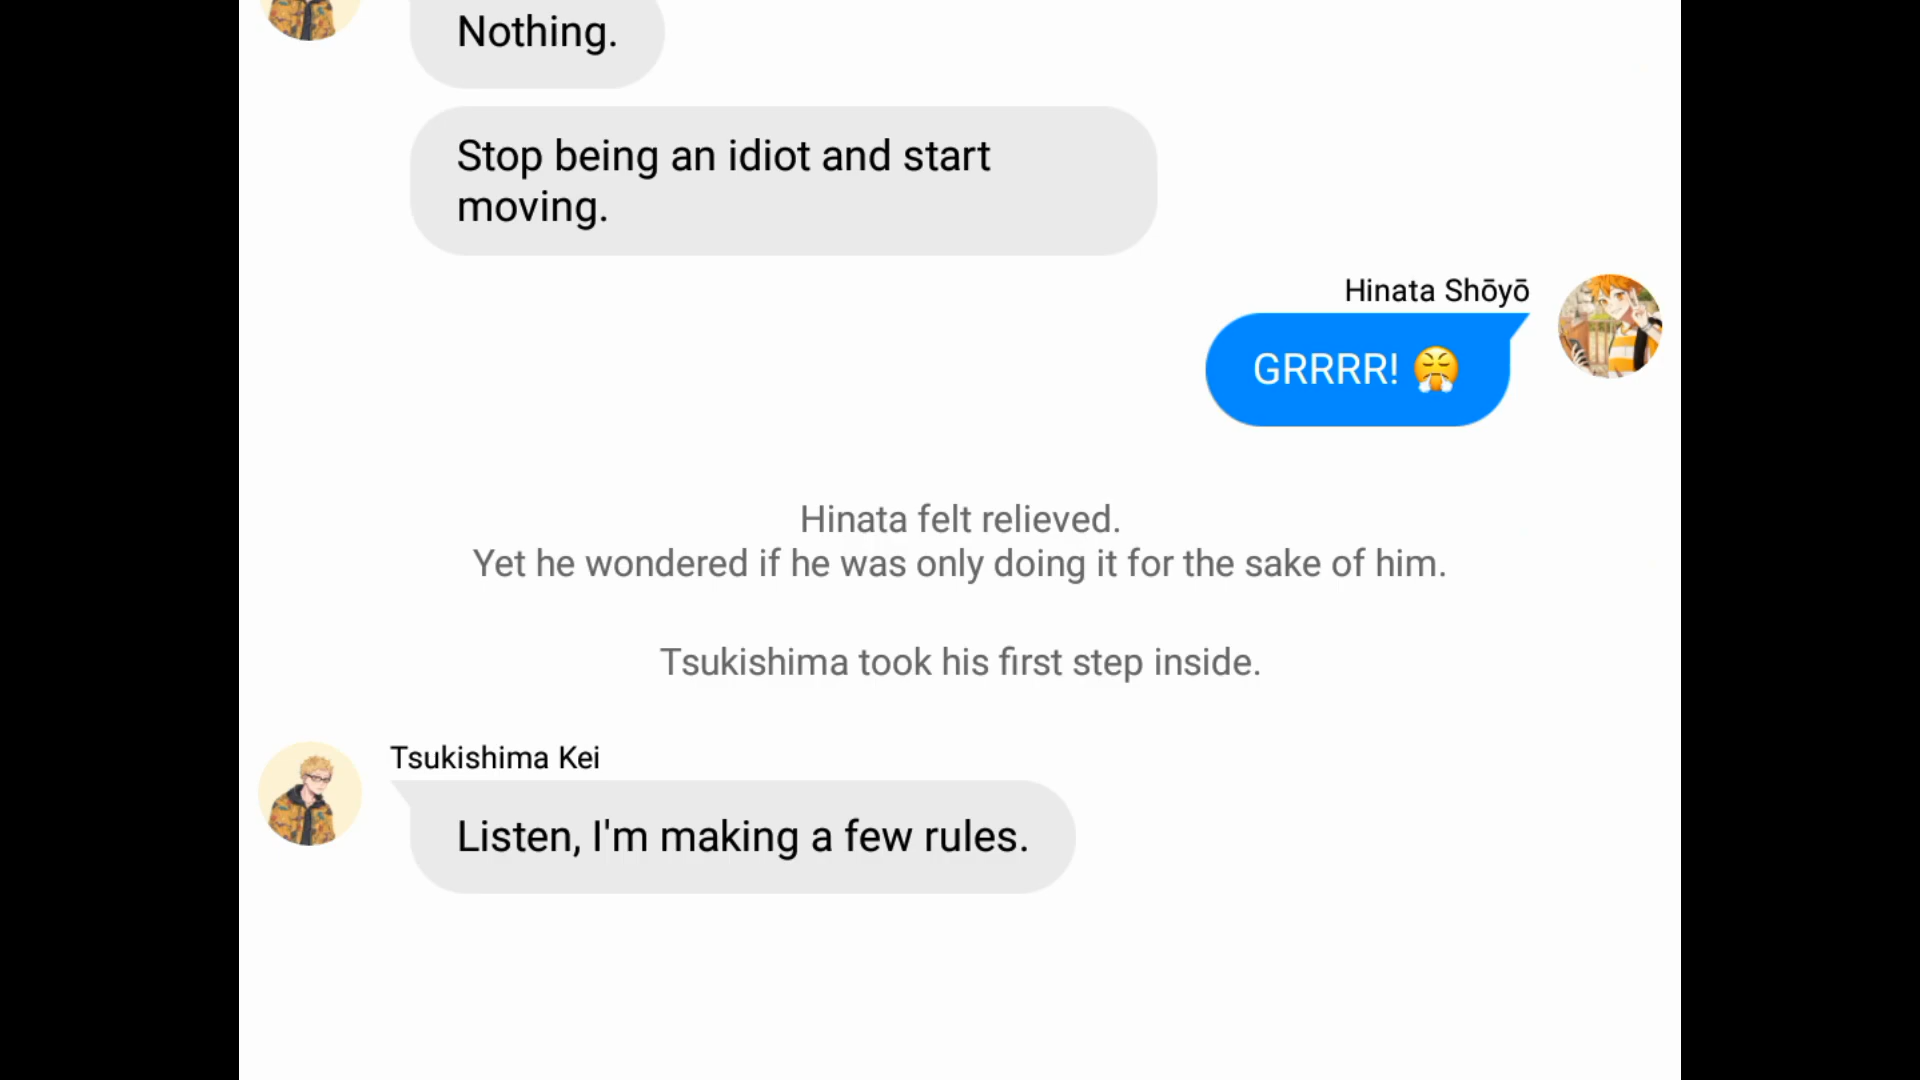 Nothing.
Stop being an idiot and start
moving.
Hinata Shōyō
GRRRR! 😤
Hinata felt relieved.
Yet he wondered if he was only doing it for the sake of him.
Tsukishima took his first step inside.
Tsukishima Kei
Listen, I'm making a few rules.